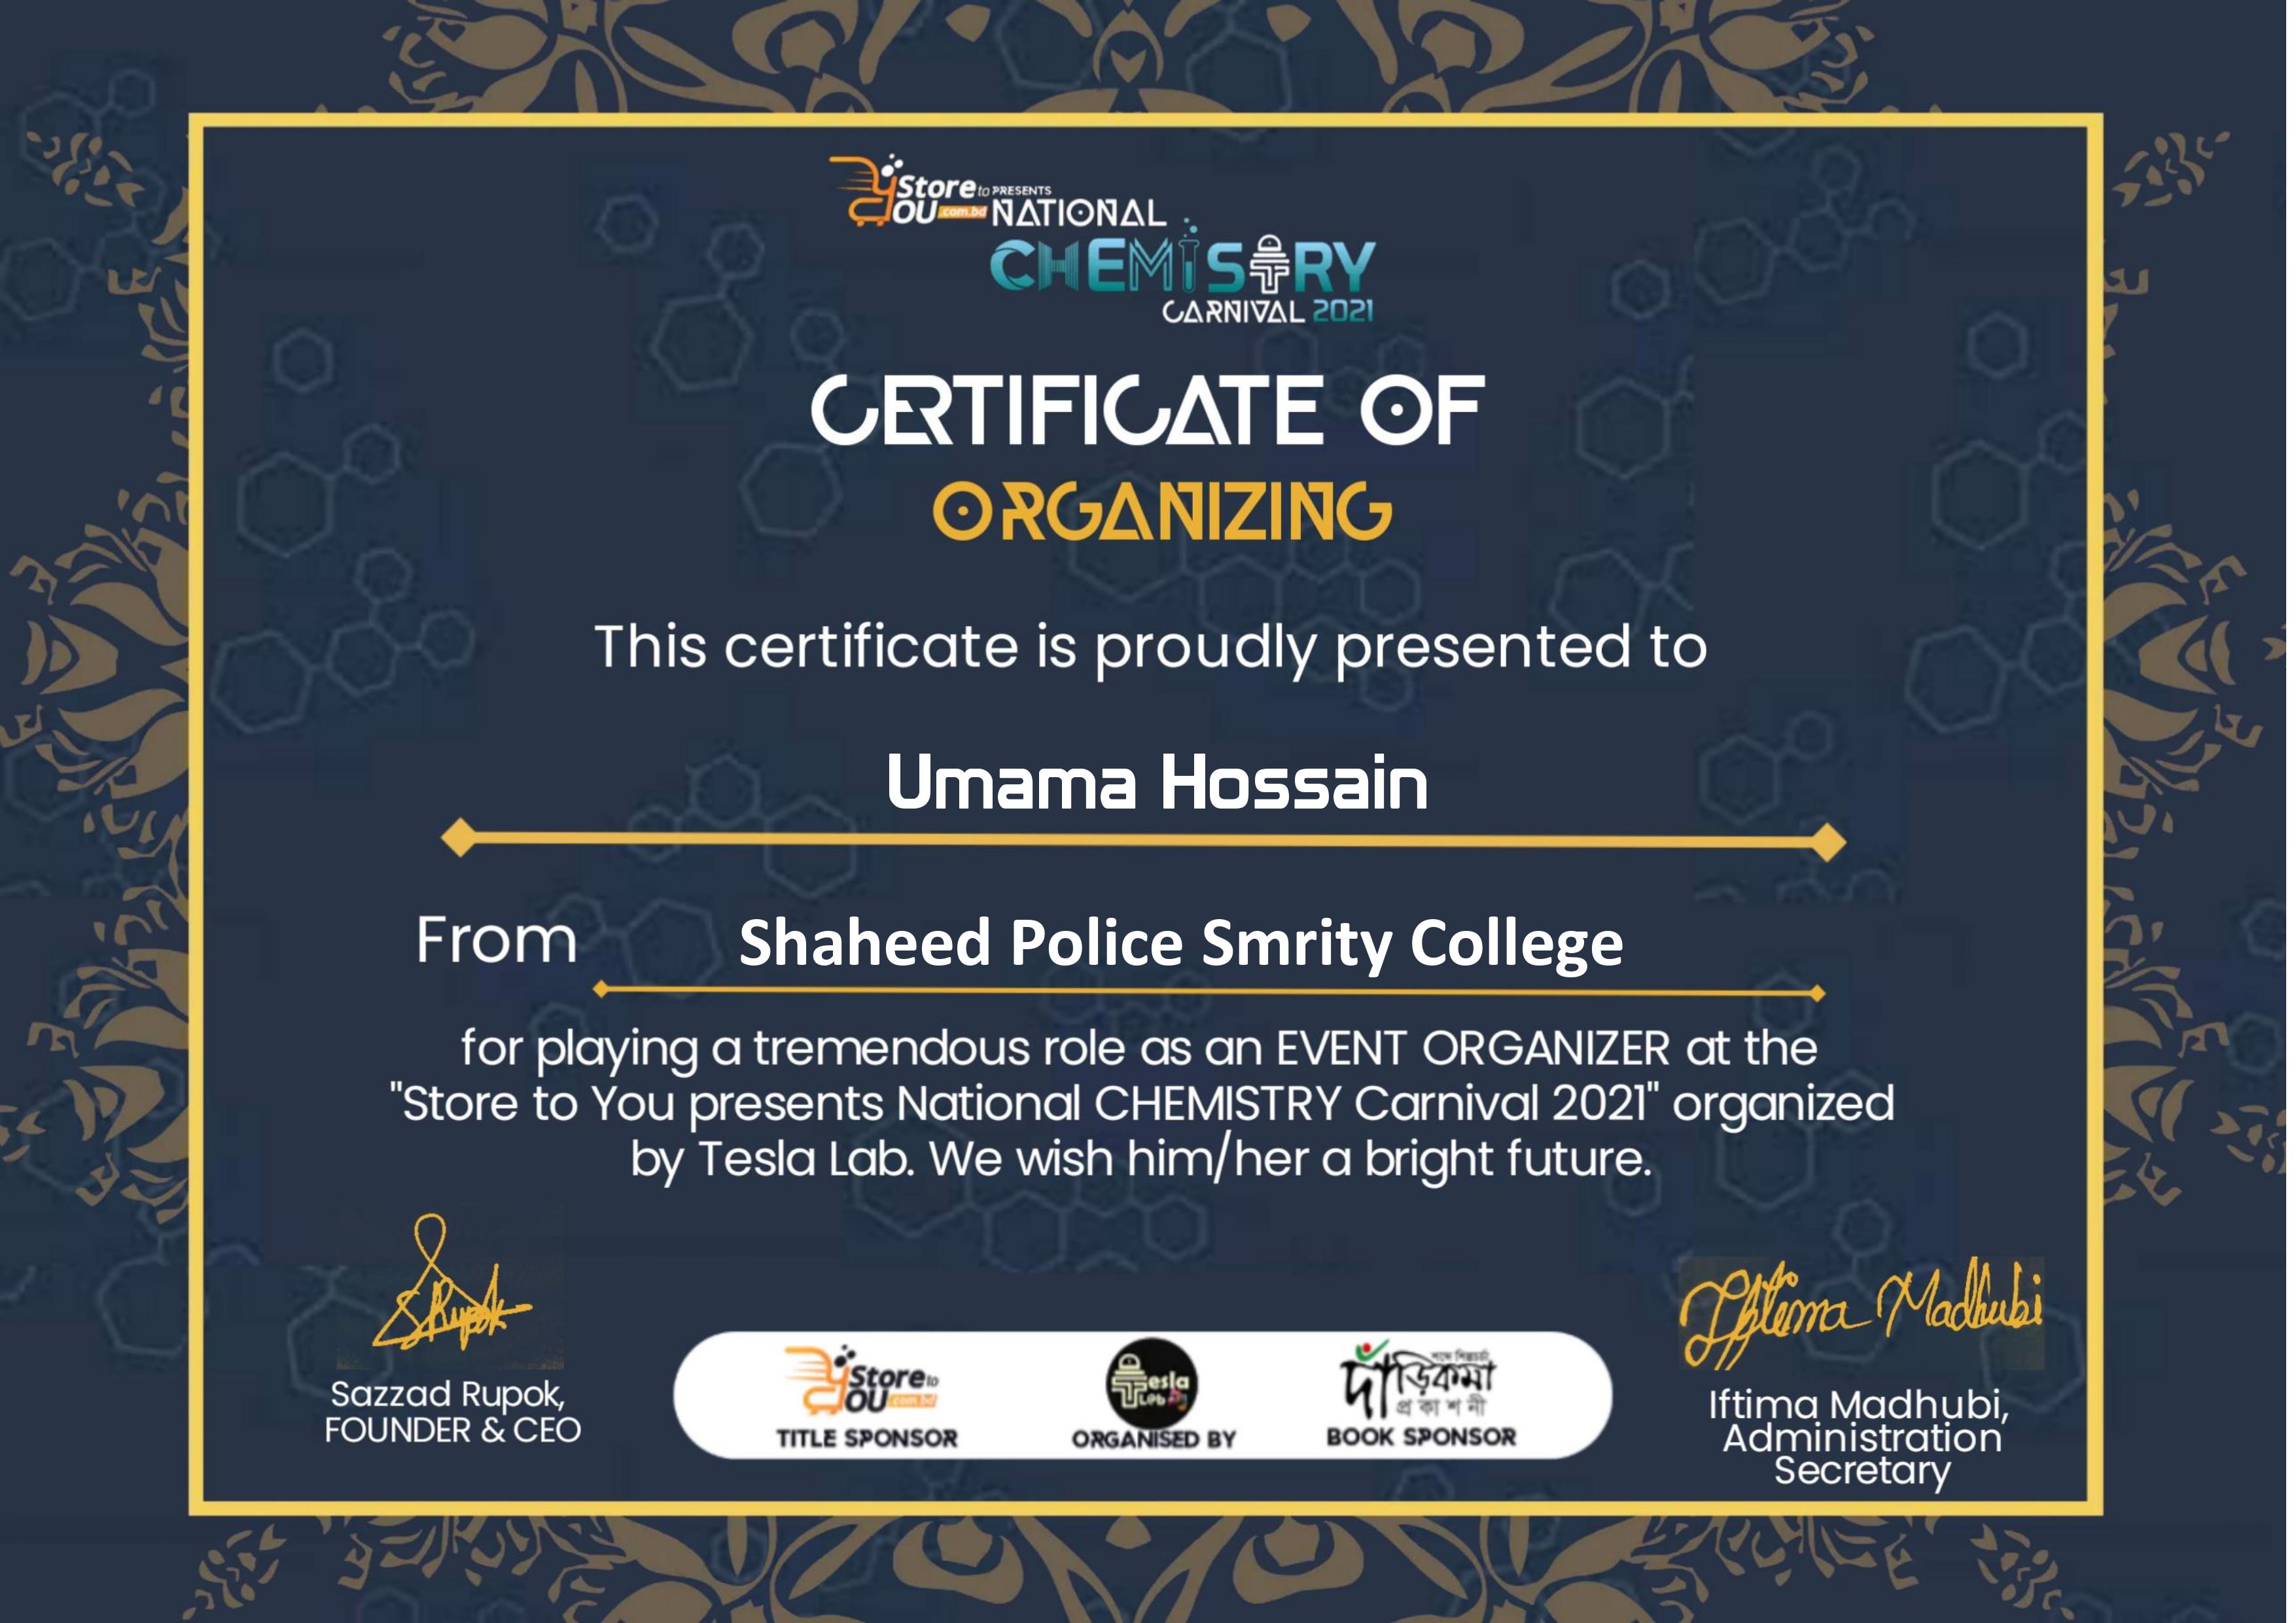 Store to PRESENTS
YOU .com.bd NATIONAL
CHEMISTRY
CARNIVAL 2021
CERTIFICATE OF
ORGANIZING
This certificate is proudly presented to
Umama Hossain
From Shaheed Police Smrity College
for playing a tremendous role as an EVENT ORGANIZER at the
"Store to You presents National CHEMISTRY Carnival 2021" organized
by Tesla Lab. We wish him/her a bright future.
SRupok
Sazzad Rupok,
FOUNDER & CEO
Store to
YOU .com.bd
TITLE SPONSOR
Tesla
Lab
ORGANISED BY
দাঁড়িকমা
প্রকাশনী
BOOK SPONSOR
Iftima Madhubi
Iftima Madhubi,
Administration
Secretary